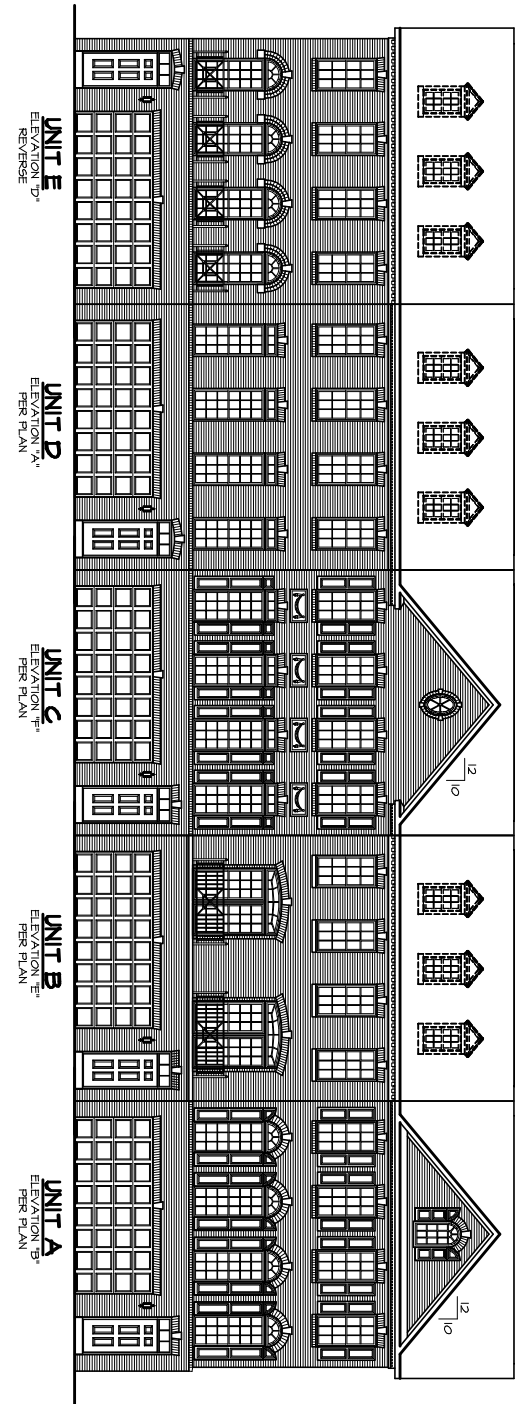 12
10
12
10
UNIT E
ELEVATION "D"
REVERSE
UNIT D
ELEVATION "A"
PER PLAN
UNIT C
ELEVATION "F"
PER PLAN
UNIT B
ELEVATION "E"
PER PLAN
UNIT A
ELEVATION "B"
PER PLAN